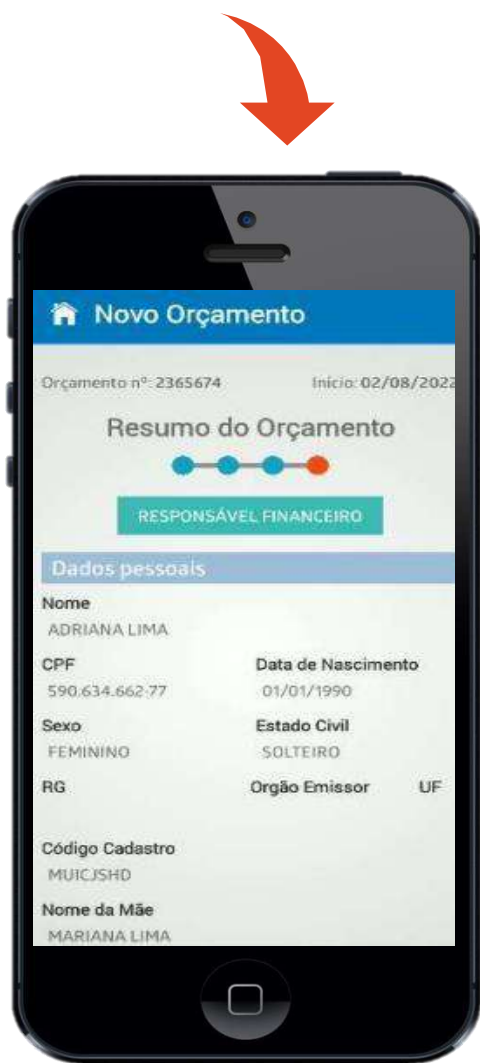 Novo Orçamento
Orçamento nº: 2365674 Início: 02/08/2022
Resumo do Orçamento
RESPONSÁVEL FINANCEIRO
Dados pessoais
Nome
ADRIANA LIMA
CPF Data de Nascimento
590.634.662-77 01/01/1990
Sexo Estado Civil
FEMININO SOLTEIRO
RG Orgão Emissor UF
Código Cadastro
MUICJSHD
Nome da Mãe
MARIANA LIMA